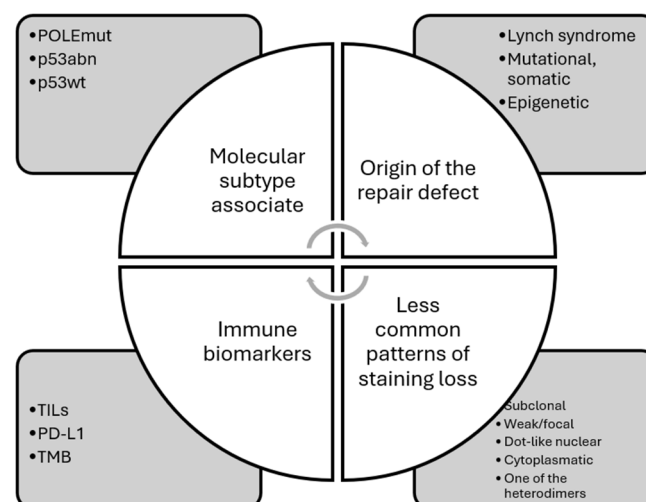 •POLEmut
•p53abn
•p53wt
•Lynch syndrome
•Mutational,
somatic
•Epigenetic
Molecular
subtype
associate
Origin of the
repair defect
Immune
biomarkers
Less
common
patterns of
staining loss
•TILs
•PD-L1
•TMB
Subclonal
•Weak/focal
•Dot-like nuclear
•Cytoplasmatic
•One of the
heterodimers